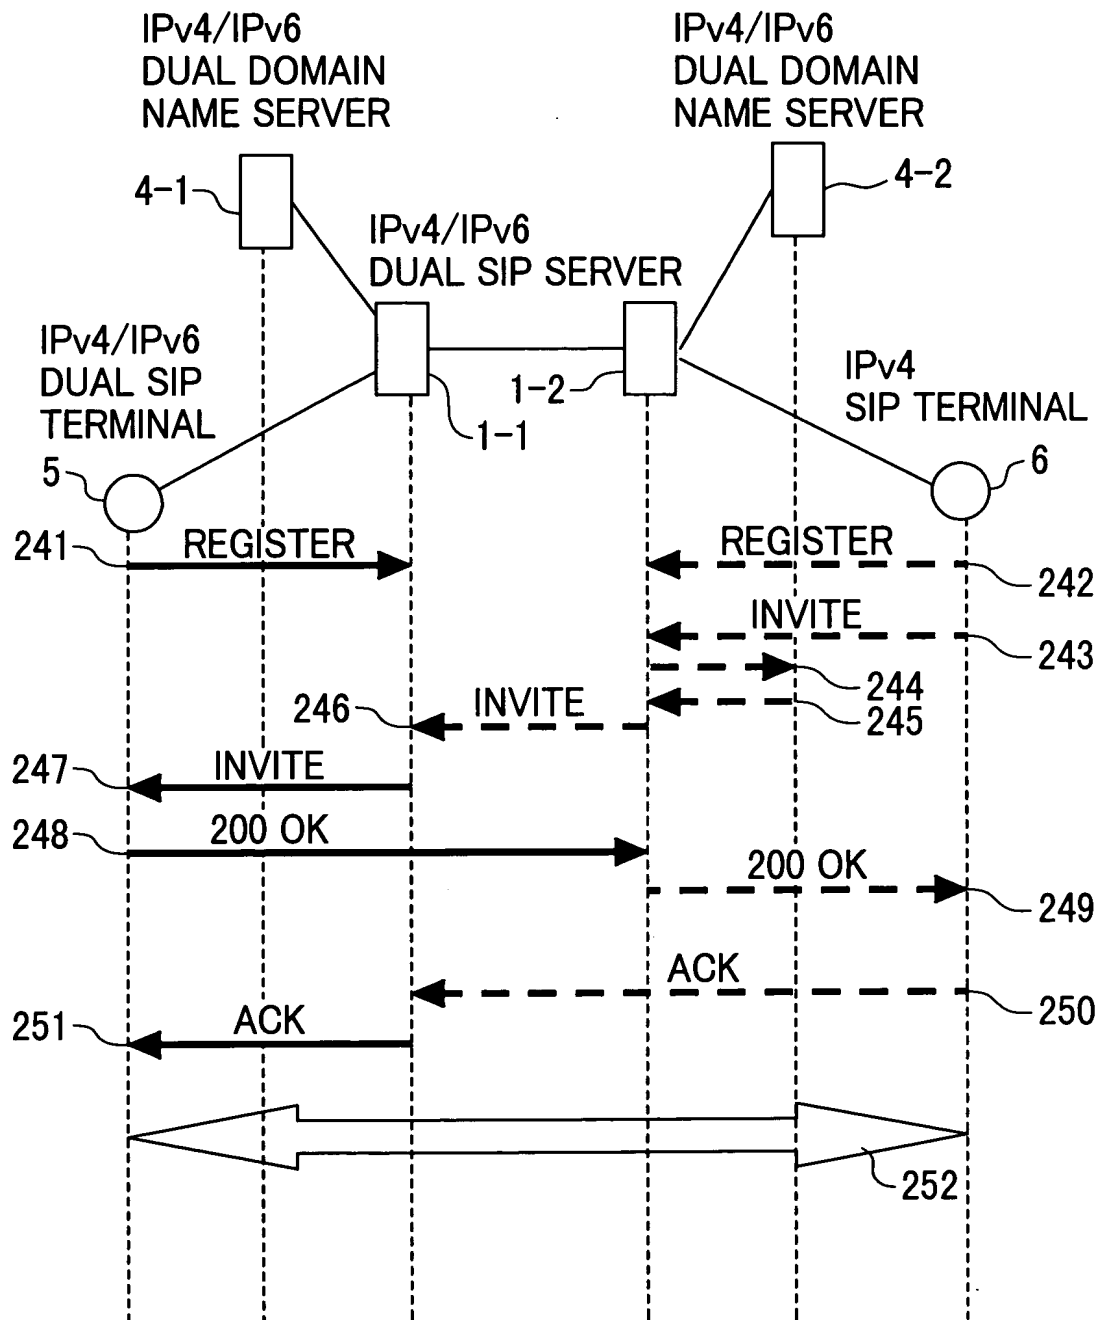 IPv4/IPv6
DUAL DOMAIN
NAME SERVER
IPv4/IPv6
DUAL DOMAIN
NAME SERVER
4-1
4-2
IPv4/IPv6
DUAL SIP SERVER
IPv4/IPv6
DUAL SIP
TERMINAL
1-2
IPv4
SIP TERMINAL
1-1
5
6
241
REGISTER
REGISTER
242
INVITE
243
244
246
INVITE
245
247
INVITE
248
200 OK
200 OK
249
ACK
250
251
ACK
252